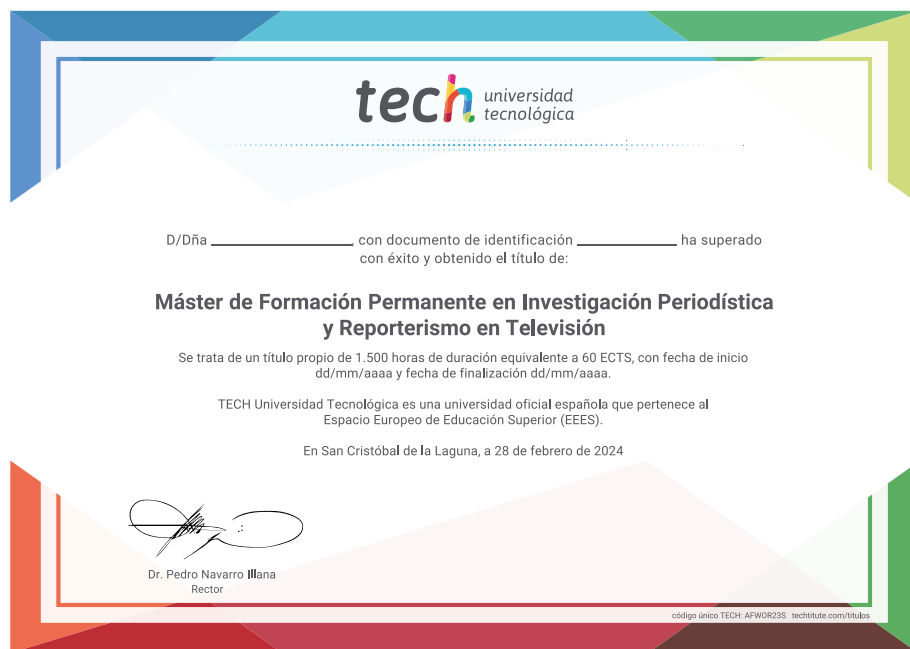 tech universidad
tecnológica
D/Dña , con documento de identificación ha superado
con éxito y obtenido el título de:
Máster de Formación Permanente en Investigación Periodística
y Reporterismo en Televisión
Se trata de un título propio de 1.500 horas de duración equivalente a 60 ECTS, con fecha de inicio
dd/mm/aaaa y fecha de finalización dd/mm/aaaa.
TECH Universidad Tecnológica es una universidad oficial española que pertenece al
Espacio Europeo de Educación Superior (EEES).
En San Cristóbal de la Laguna, a 28 de febrero de 2024
Dr. Pedro Navarro Illana
Rector
código único TECH: AFWOR23S techtitute.com/titulos